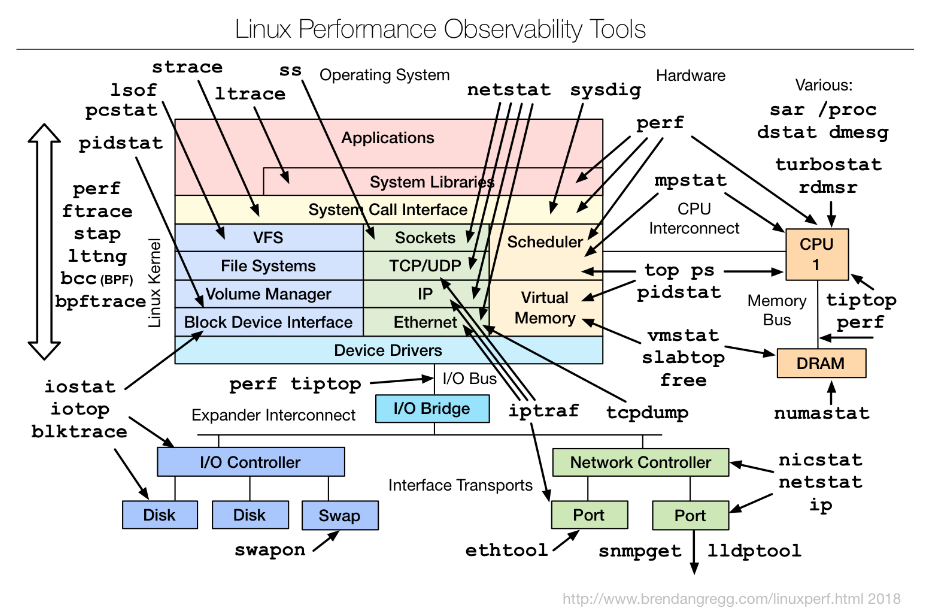 Linux Performance Observability Tools
strace
ss
Operating System
Hardware
Various:
lsof
pcstat
ltrace
netstat
sysdig
sar /proc
dstat dmesg
pidstat
Applications
perf
turbostat
rdmsr
System Libraries
mpstat
perf
ftrace
stap
lttng
bcc (BPF)
bpftrace
Linux Kernel
System Call Interface
CPU
Interconnect
VFS
Sockets
Scheduler
CPU
1
File Systems
TCP/UDP
top ps
pidstat
Volume Manager
IP
Virtual
Memory
Memory
Bus
tiptop
perf
Block Device Interface
Ethernet
vmstat
slabtop
free
Device Drivers
DRAM
iostat
iotop
blktrace
perf tiptop
I/O Bus
Expander Interconnect
I/O Bridge
iptraf
tcpdump
numastat
I/O Controller
Network Controller
nicstat
netstat
ip
Interface Transports
Disk
Disk
Swap
Port
Port
swapon
ethtool
snmpget
lldptool
http://www.brendangregg.com/linuxperf.html 2018